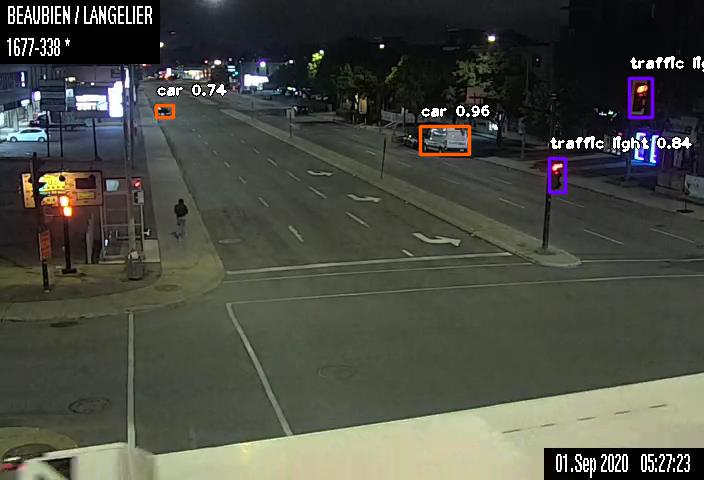 BEAUBIEN / LANGELIER
1677-338 *
traffic lig
car 0.74
car 0.96
traffic light 0.84
01.Sep 2020 05:27:23